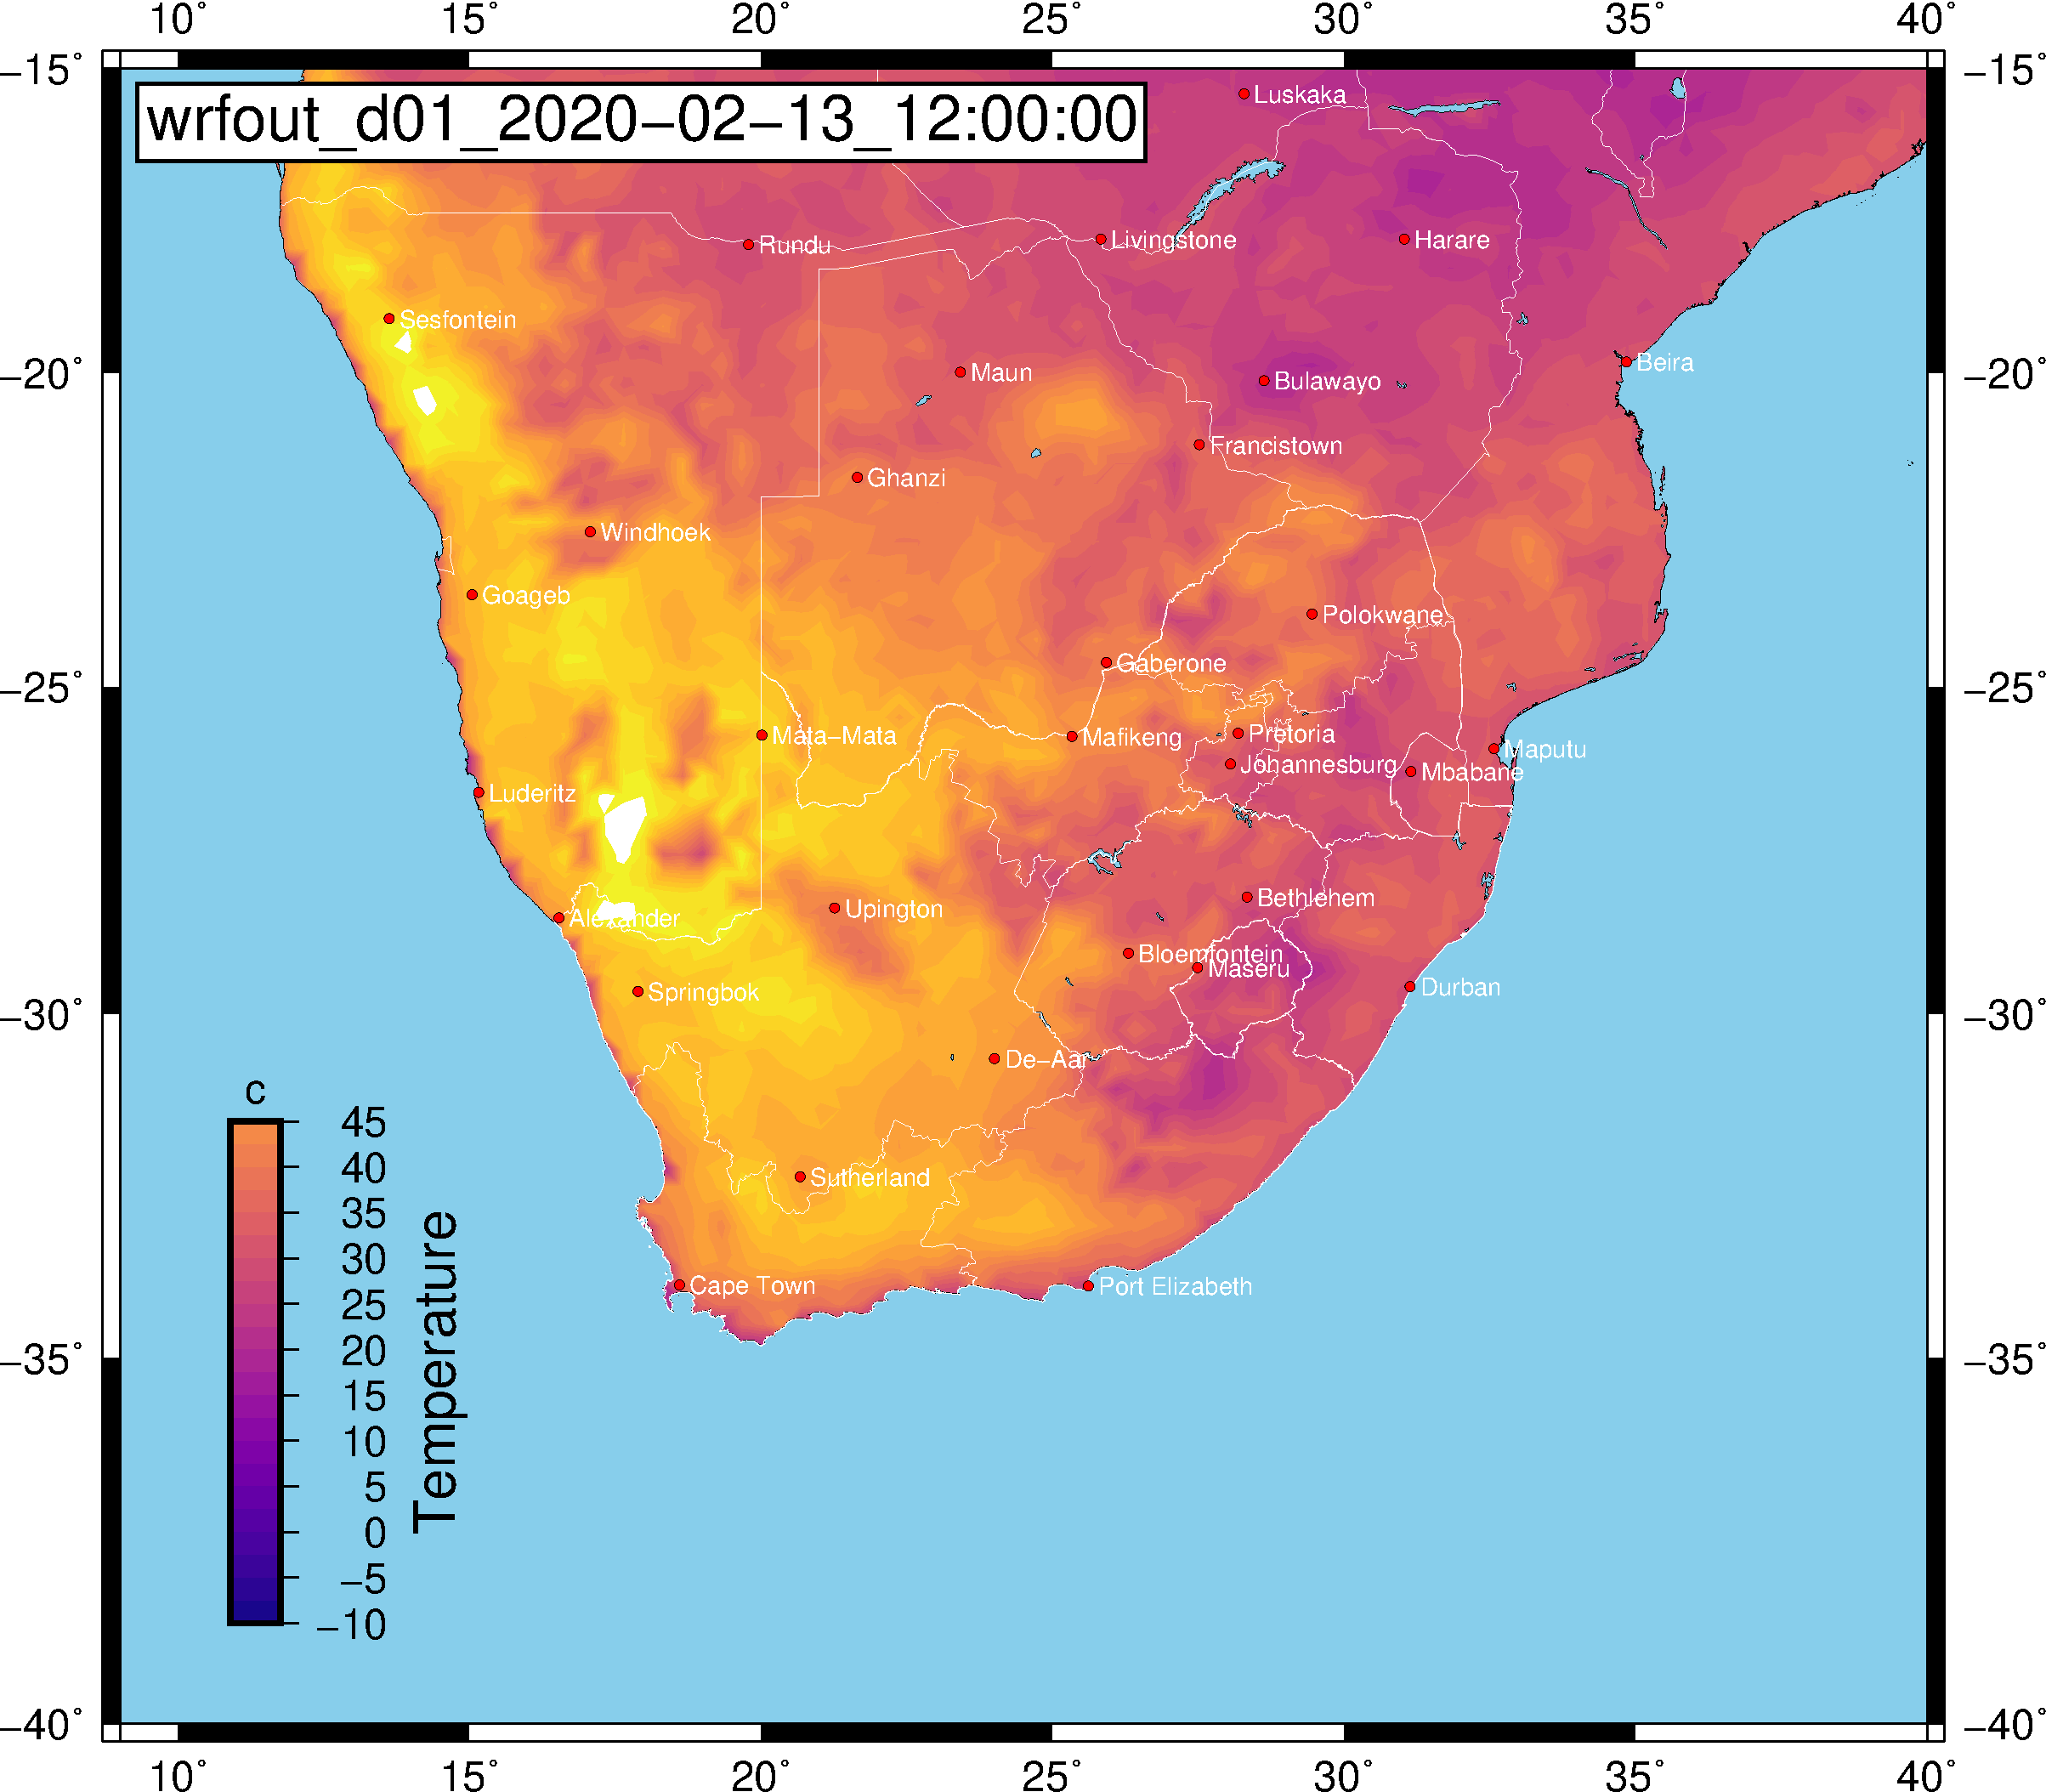 10° 15° 20° 25° 30° 35° 40°
−15° −15°
wrfout_d01_2020−02−13_12:00:00
Luskaka
Rundu
Livingstone
Harare
Sesfontein
Beira
−20° −20°
Maun
Bulawayo
Francistown
Ghanzi
Windhoek
Goageb
Polokwane
Gaberone
−25° −25°
Mata−Mata
Mafikeng
Pretoria
Maputu
Johannesburg
Mbabane
Luderitz
Bethlehem
Upington
Alexander
Bloemfontein
Maseru
Durban
Springbok
−30° −30°
De−Aar
Sutherland
Cape Town
Port Elizabeth
−35° −35°
c
45
40
35
30
25
20
15
10
5
0
−5
−10
Temperature
−40° −40°
10° 15° 20° 25° 30° 35° 40°